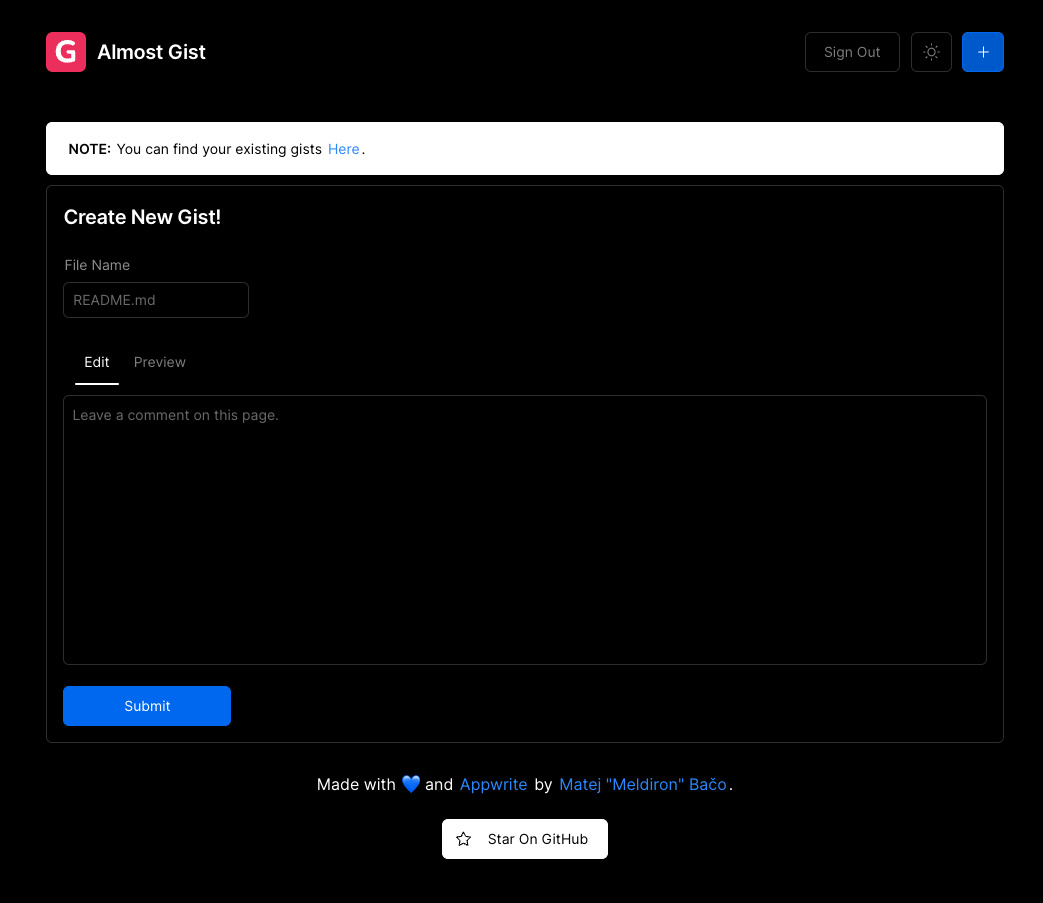 G Almost Gist Sign Out +
NOTE: You can find your existing gists Here.
Create New Gist!
File Name
README.md
Edit Preview
Leave a comment on this page.
Submit
Made with 💙 and Appwrite by Matej "Meldiron" Bačo.
Star On GitHub